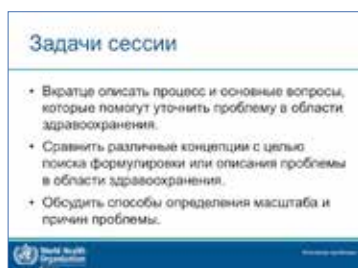 Задачи сессии
• Вкратце описать процесс и основные вопросы,
которые помогут уточнить проблему в области
здравоохранения.
• Сравнить различные концепции с целью
поиска формулировки или описания проблемы
в области здравоохранения.
• Обсудить способы определения масштаба и
причин проблемы.
World Health
Organization